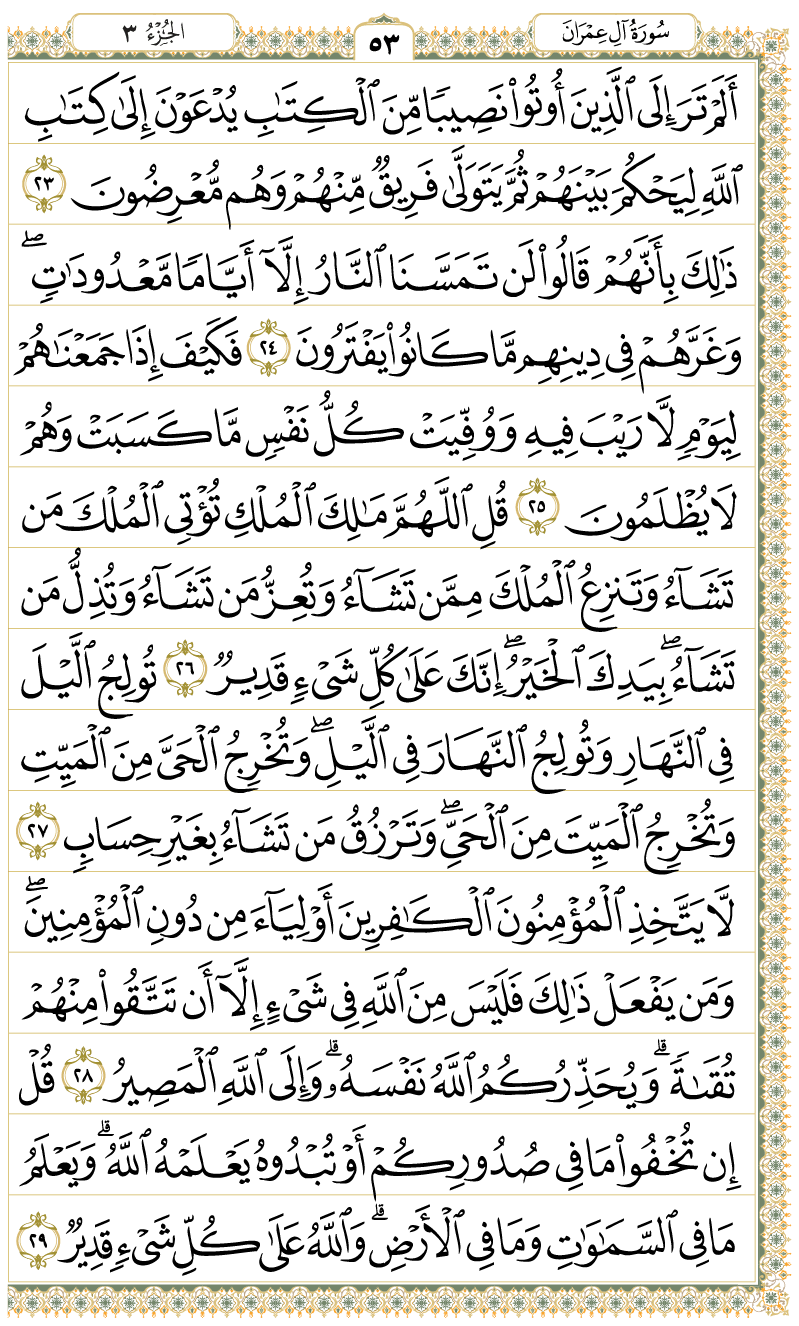 سُورَةُ آلِ عِمْرَانَ
٥٣
الجُزْءُ ٣
أَلَمۡ تَرَ إِلَى ٱلَّذِينَ أُوتُواْ نَصِيبٗا مِّنَ ٱلۡكِتَٰبِ يُدۡعَوۡنَ إِلَىٰ كِتَٰبِ
ٱللَّهِ لِيَحۡكُمَ بَيۡنَهُمۡ ثُمَّ يَتَوَلَّىٰ فَرِيقٞ مِّنۡهُمۡ وَهُم مُّعۡرِضُونَ ٢٣
ذَٰلِكَ بِأَنَّهُمۡ قَالُواْ لَن تَمَسَّنَا ٱلنَّارُ إِلَّآ أَيَّامٗا مَّعۡدُودَٰتٖۖ
وَغَرَّهُمۡ فِي دِينِهِم مَّا كَانُواْ يَفۡتَرُونَ ٢٤ فَكَيۡفَ إِذَا جَمَعۡنَٰهُمۡ
لِيَوۡمٖ لَّا رَيۡبَ فِيهِ وَوُفِّيَتۡ كُلُّ نَفۡسٖ مَّا كَسَبَتۡ وَهُمۡ
لَا يُظۡلَمُونَ ٢٥ قُلِ ٱللَّهُمَّ مَٰلِكَ ٱلۡمُلۡكِ تُؤۡتِي ٱلۡمُلۡكَ مَن
تَشَآءُ وَتَنزِعُ ٱلۡمُلۡكَ مِمَّن تَشَآءُ وَتُعِزُّ مَن تَشَآءُ وَتُذِلُّ مَن
تَشَآءُۖ بِيَدِكَ ٱلۡخَيۡرُۖ إِنَّكَ عَلَىٰ كُلِّ شَيۡءٖ قَدِيرٞ ٢٦ تُولِجُ ٱلَّيۡلَ
فِي ٱلنَّهَارِ وَتُولِجُ ٱلنَّهَارَ فِي ٱلَّيۡلِۖ وَتُخۡرِجُ ٱلۡحَيَّ مِنَ ٱلۡمَيِّتِ
وَتُخۡرِجُ ٱلۡمَيِّتَ مِنَ ٱلۡحَيِّۖ وَتَرۡزُقُ مَن تَشَآءُ بِغَيۡرِ حِسَابٖ ٢٧
لَّا يَتَّخِذِ ٱلۡمُؤۡمِنُونَ ٱلۡكَٰفِرِينَ أَوۡلِيَآءَ مِن دُونِ ٱلۡمُؤۡمِنِينَۖ
وَمَن يَفۡعَلۡ ذَٰلِكَ فَلَيۡسَ مِنَ ٱللَّهِ فِي شَيۡءٍ إِلَّآ أَن تَتَّقُواْ مِنۡهُمۡ
تُقَىٰةٗۗ وَيُحَذِّرُكُمُ ٱللَّهُ نَفۡسَهُۥۗ وَإِلَى ٱللَّهِ ٱلۡمَصِيرُ ٢٨ قُلۡ
إِن تُخۡفُواْ مَا فِي صُدُورِكُمۡ أَوۡ تُبۡدُوهُ يَعۡلَمۡهُ ٱللَّهُۗ وَيَعۡلَمُ
مَا فِي ٱلسَّمَٰوَٰتِ وَمَا فِي ٱلۡأَرۡضِۗ وَٱللَّهُ عَلَىٰ كُلِّ شَيۡءٖ قَدِيرٞ ٢٩